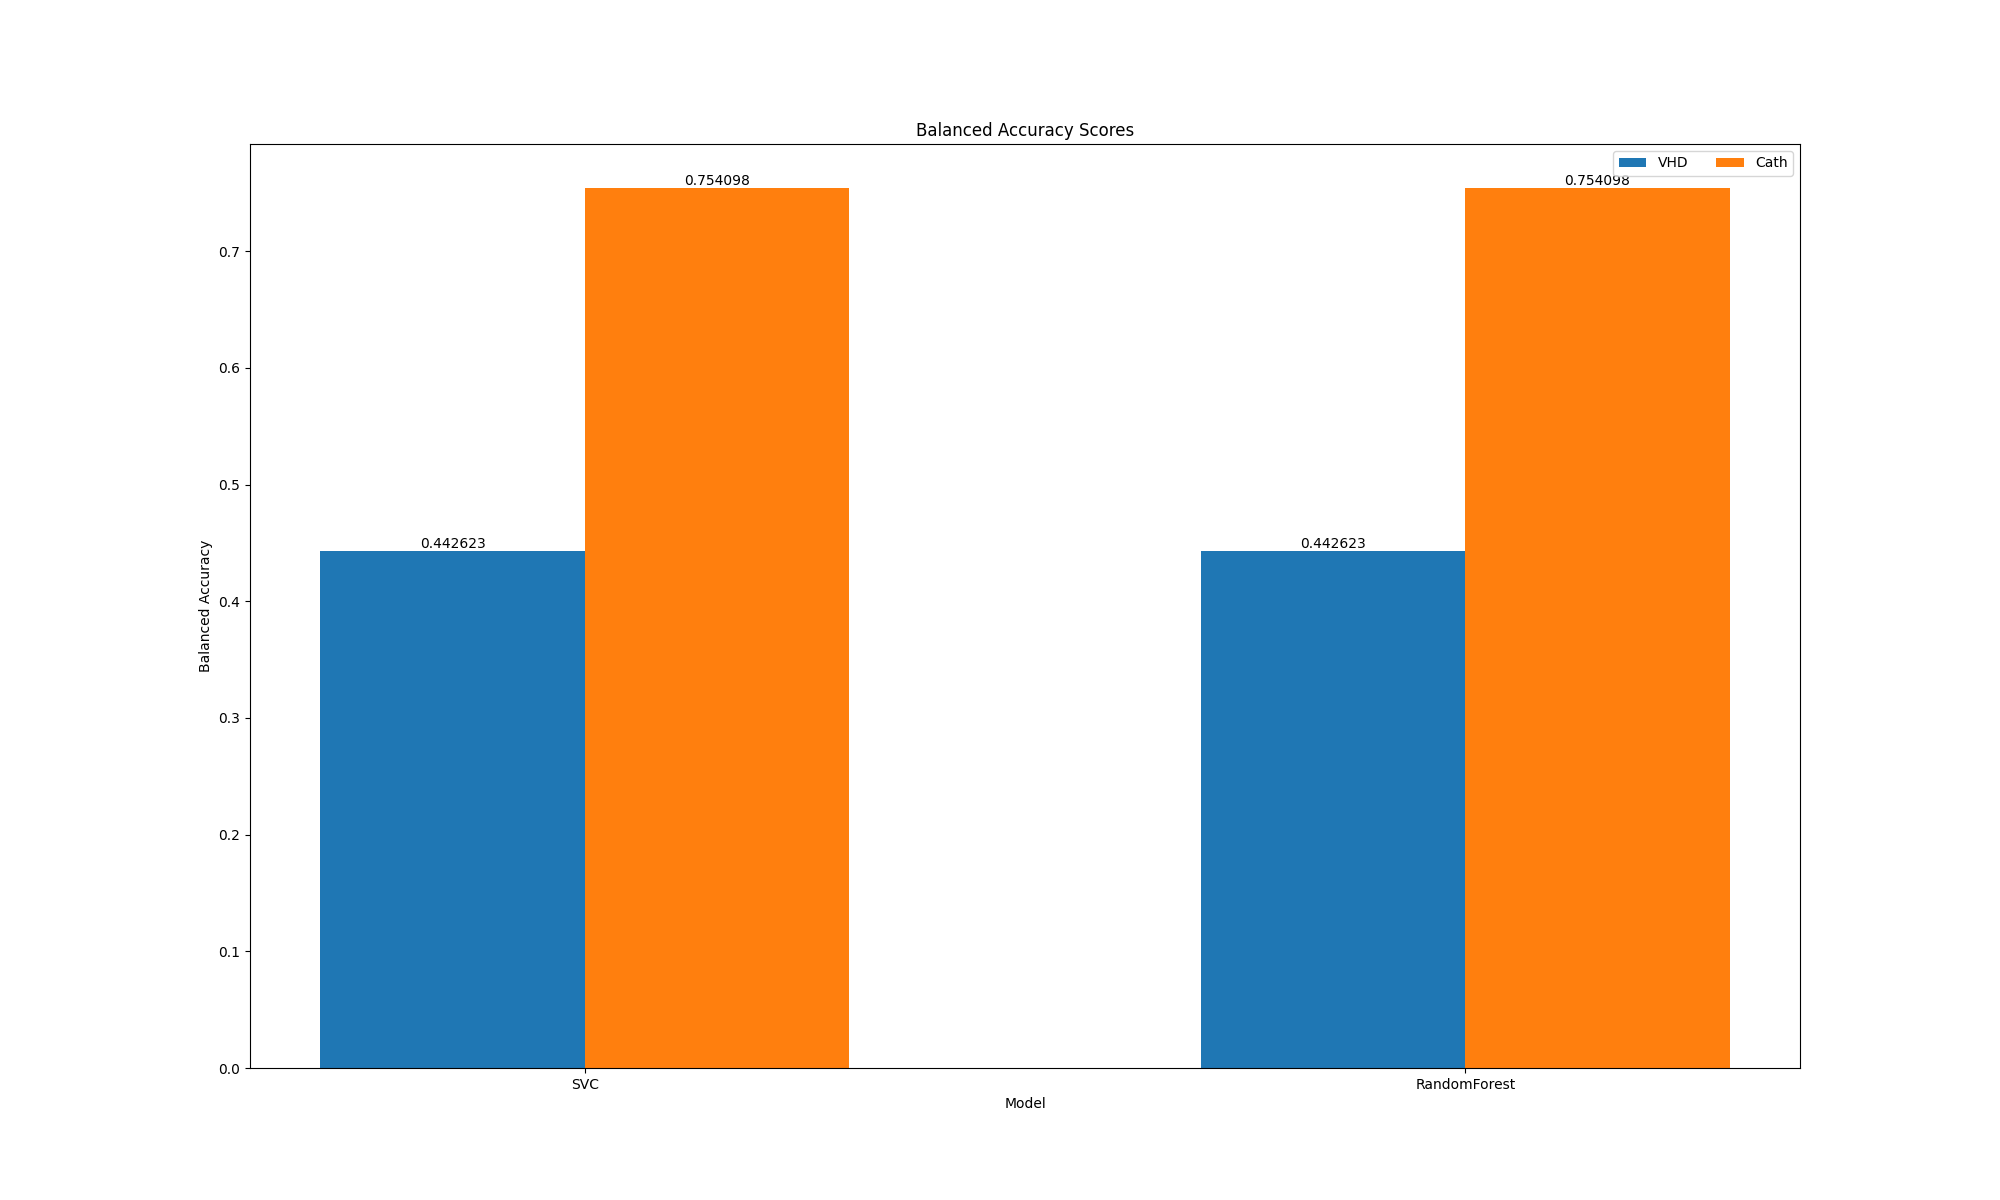 Balanced Accuracy Scores
VHD Cath
0.754098 0.754098
0.7
0.6
0.5
0.442623 0.442623
0.4
0.3
0.2
0.1
0.0
Balanced Accuracy
SVC RandomForest
Model